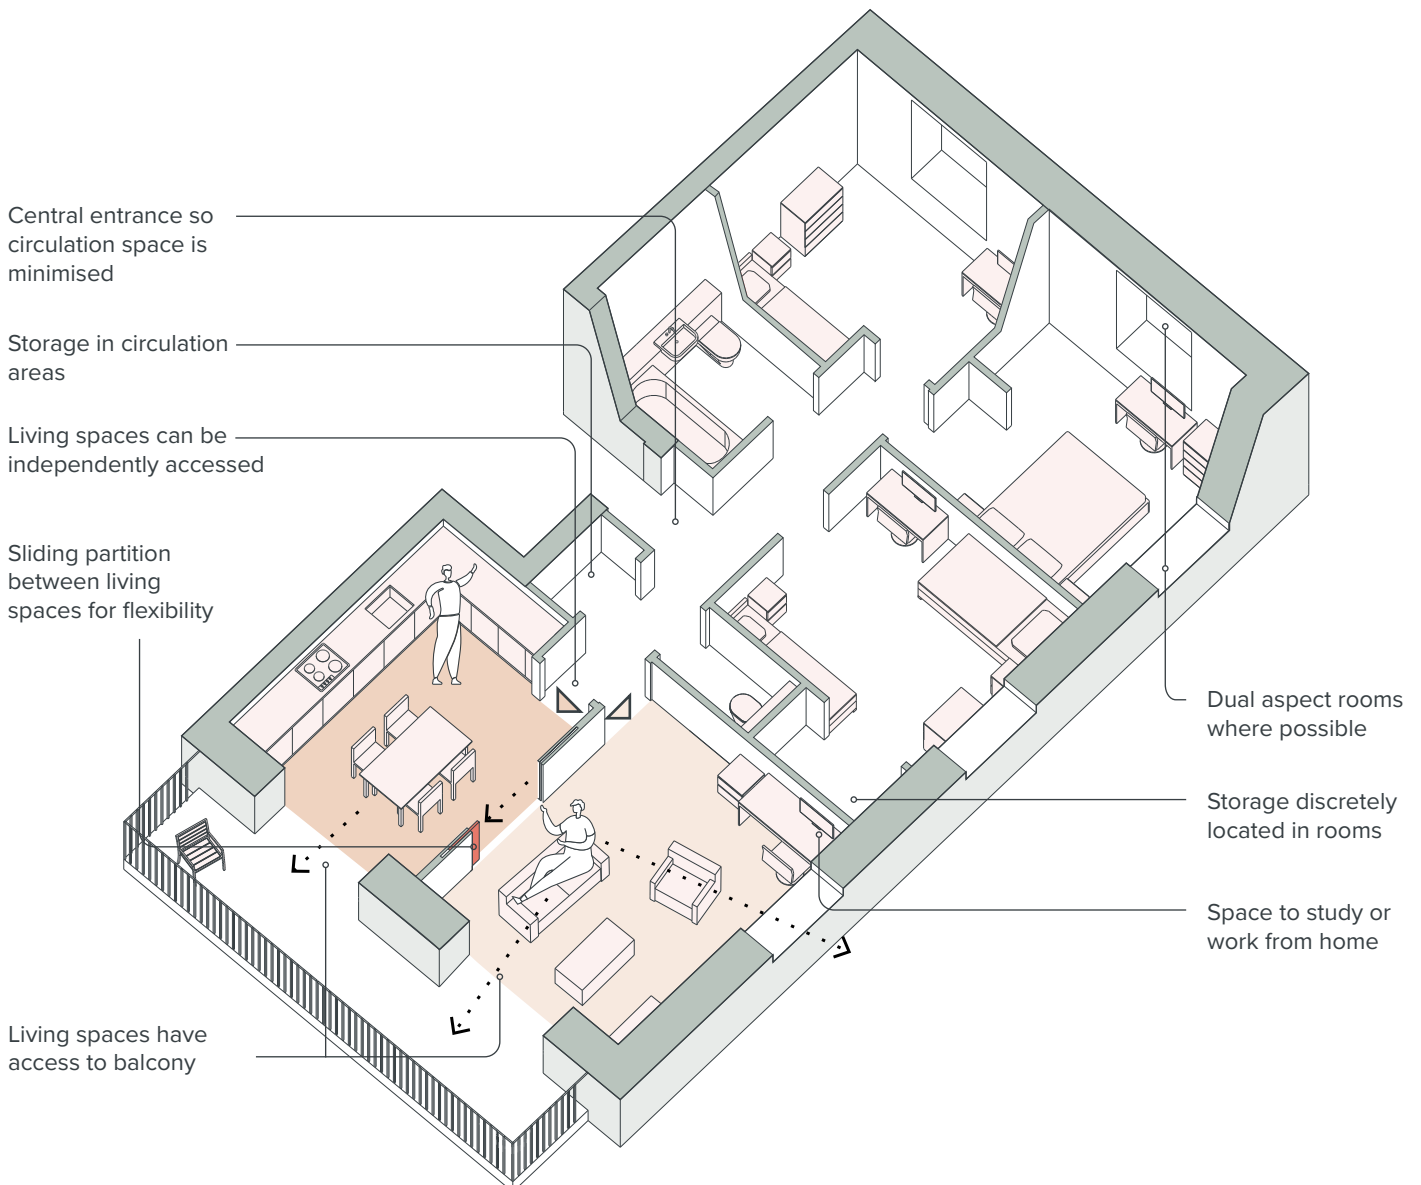 Central entrance so
circulation space is
minimised
Storage in circulation
areas
Living spaces can be
independently accessed
Sliding partition
between living
spaces for flexibility
Living spaces have
access to balcony
Dual aspect rooms
where possible
Storage discretely
located in rooms
Space to study or
work from home